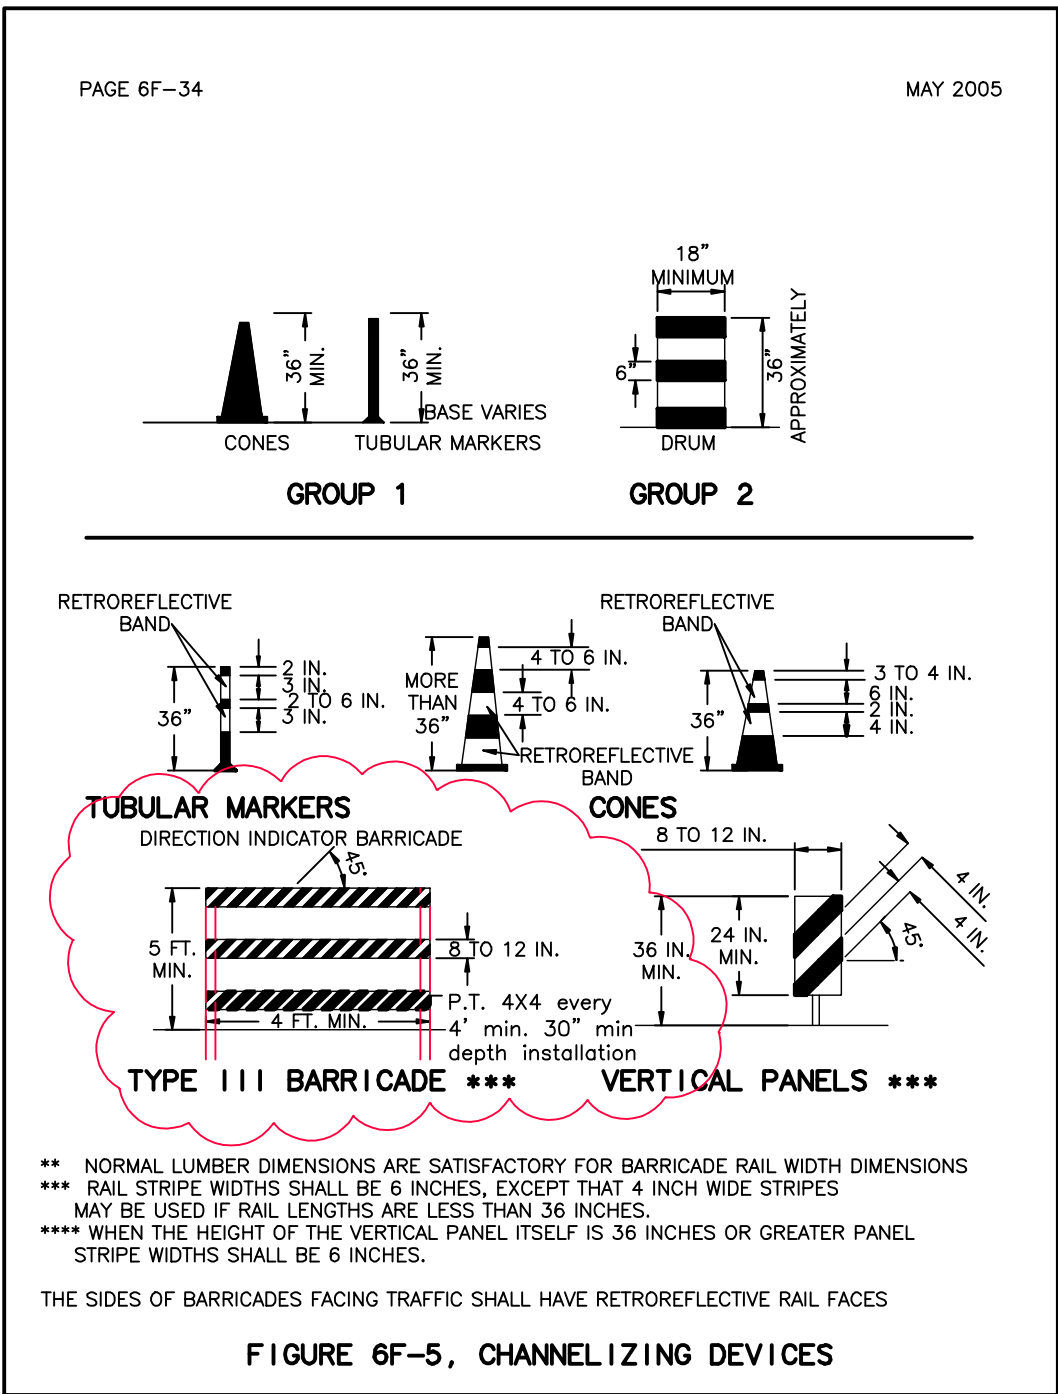 PAGE 6F-34
MAY 2005
18"
MINIMUM
36"
MIN.
36"
MIN.
6"
36"
APPROXIMATELY
BASE VARIES
CONES
TUBULAR MARKERS
DRUM
GROUP 1
GROUP 2
RETROREFLECTIVE
BAND
36"
2 IN.
3 IN.
2 TO 6 IN.
3 IN.
MORE
THAN
36"
4 TO 6 IN.
4 TO 6 IN.
RETROREFLECTIVE
BAND
RETROREFLECTIVE
BAND
36"
3 TO 4 IN.
6 IN.
2 IN.
4 IN.
TUBULAR MARKERS
CONES
DIRECTION INDICATOR BARRICADE
45°
5 FT.
MIN.
8 TO 12 IN.
4 FT. MIN.
P.T. 4X4 every
4' min. 30" min
depth installation
TYPE III BARRICADE ***
8 TO 12 IN.
36 IN.
MIN.
24 IN.
MIN.
4 IN.
4 IN.
45°
VERTICAL PANELS ***
** NORMAL LUMBER DIMENSIONS ARE SATISFACTORY FOR BARRICADE RAIL WIDTH DIMENSIONS
*** RAIL STRIPE WIDTHS SHALL BE 6 INCHES, EXCEPT THAT 4 INCH WIDE STRIPES
MAY BE USED IF RAIL LENGTHS ARE LESS THAN 36 INCHES.
**** WHEN THE HEIGHT OF THE VERTICAL PANEL ITSELF IS 36 INCHES OR GREATER PANEL
STRIPE WIDTHS SHALL BE 6 INCHES.
THE SIDES OF BARRICADES FACING TRAFFIC SHALL HAVE RETROREFLECTIVE RAIL FACES
FIGURE 6F-5, CHANNELIZING DEVICES